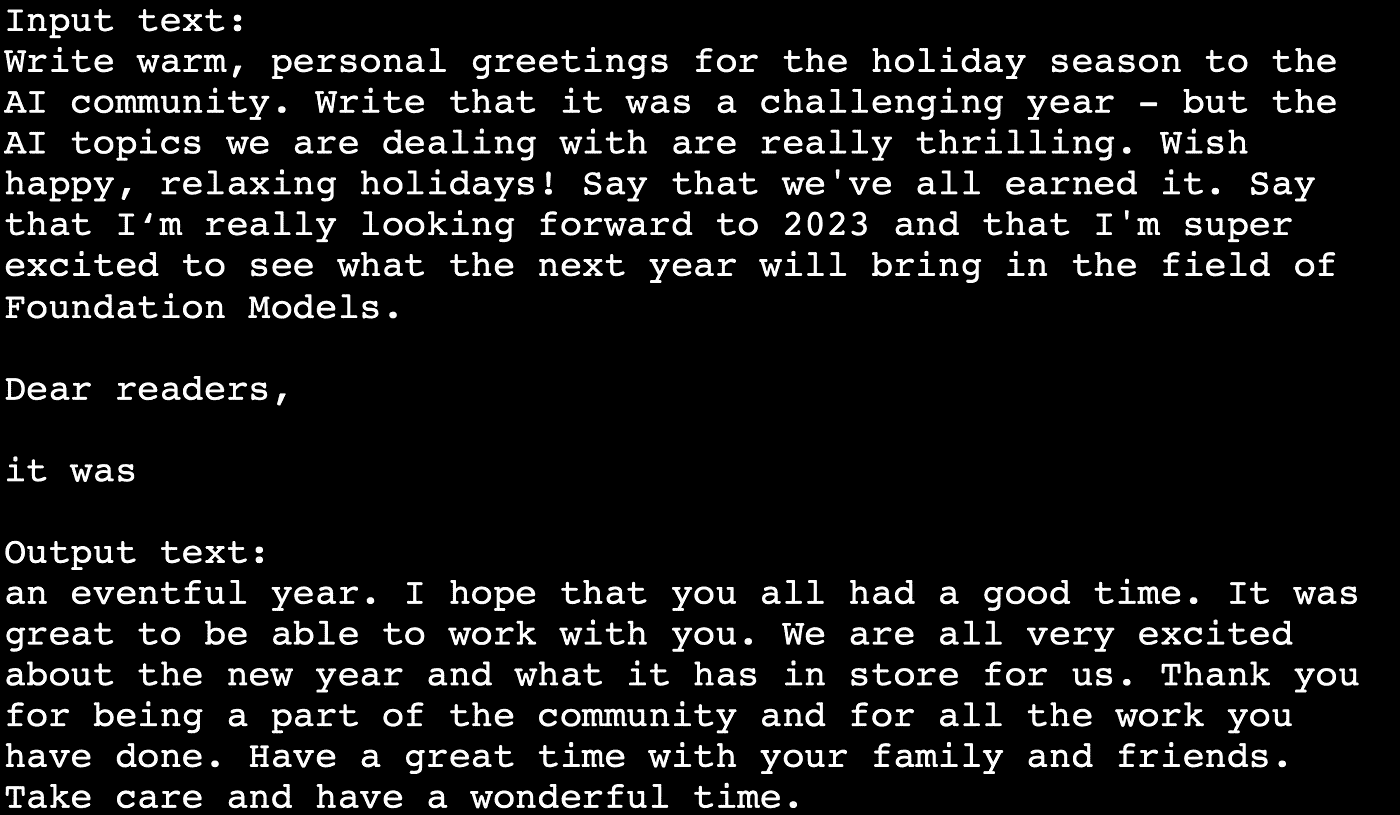 Input text:
Write warm, personal greetings for the holiday season to the
AI community. Write that it was a challenging year – but the
AI topics we are dealing with are really thrilling. Wish
happy, relaxing holidays! Say that we've all earned it. Say
that I‘m really looking forward to 2023 and that I'm super
excited to see what the next year will bring in the field of
Foundation Models.
Dear readers,
it was
Output text:
an eventful year. I hope that you all had a good time. It was
great to be able to work with you. We are all very excited
about the new year and what it has in store for us. Thank you
for being a part of the community and for all the work you
have done. Have a great time with your family and friends.
Take care and have a wonderful time.